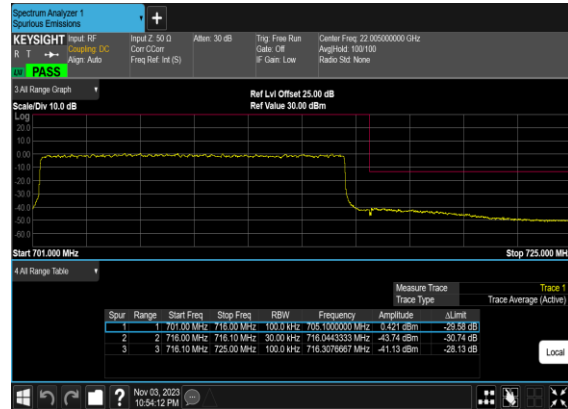 Spectrum Analyzer 1
Spurious Emissions
+
KEYSIGHT Input: RF Input Z: 50 Ω Atten: 30 dB Trig: Free Run Center Freq: 22.005000000 GHz
R T Coupling: DC Corr CCorr Gate: Off Avg|Hold: 100/100
Align: Auto Freq Ref: Int (S) IF Gain: Low Radio Std: None
LW PASS
3 All Range Graph Ref Lvl Offset 25.00 dB
Scale/Div 10.0 dB Ref Value 30.00 dBm
Log
20.0
10.0
0.00
-10.0
-20.0
-30.0
-40.0
-50.0
-60.0
Start 701.000 MHz Stop 725.000 MH
4 All Range Table
Measure Trace Trace 1
Trace Type Trace Average (Active)
Spur Range Start Freq Stop Freq RBW Frequency Amplitude ΔLimit
1 1 701.00 MHz 716.00 MHz 100.0 kHz 705.1000000 MHz 0.421 dBm -29.58 dB
2 2 716.00 MHz 716.10 MHz 30.00 kHz 716.0443333 MHz -43.74 dBm -30.74 dB
3 3 716.10 MHz 725.00 MHz 100.0 kHz 716.3076667 MHz -41.13 dBm -28.13 dB
Local
? Nov 03, 2023
10:54:12 PM